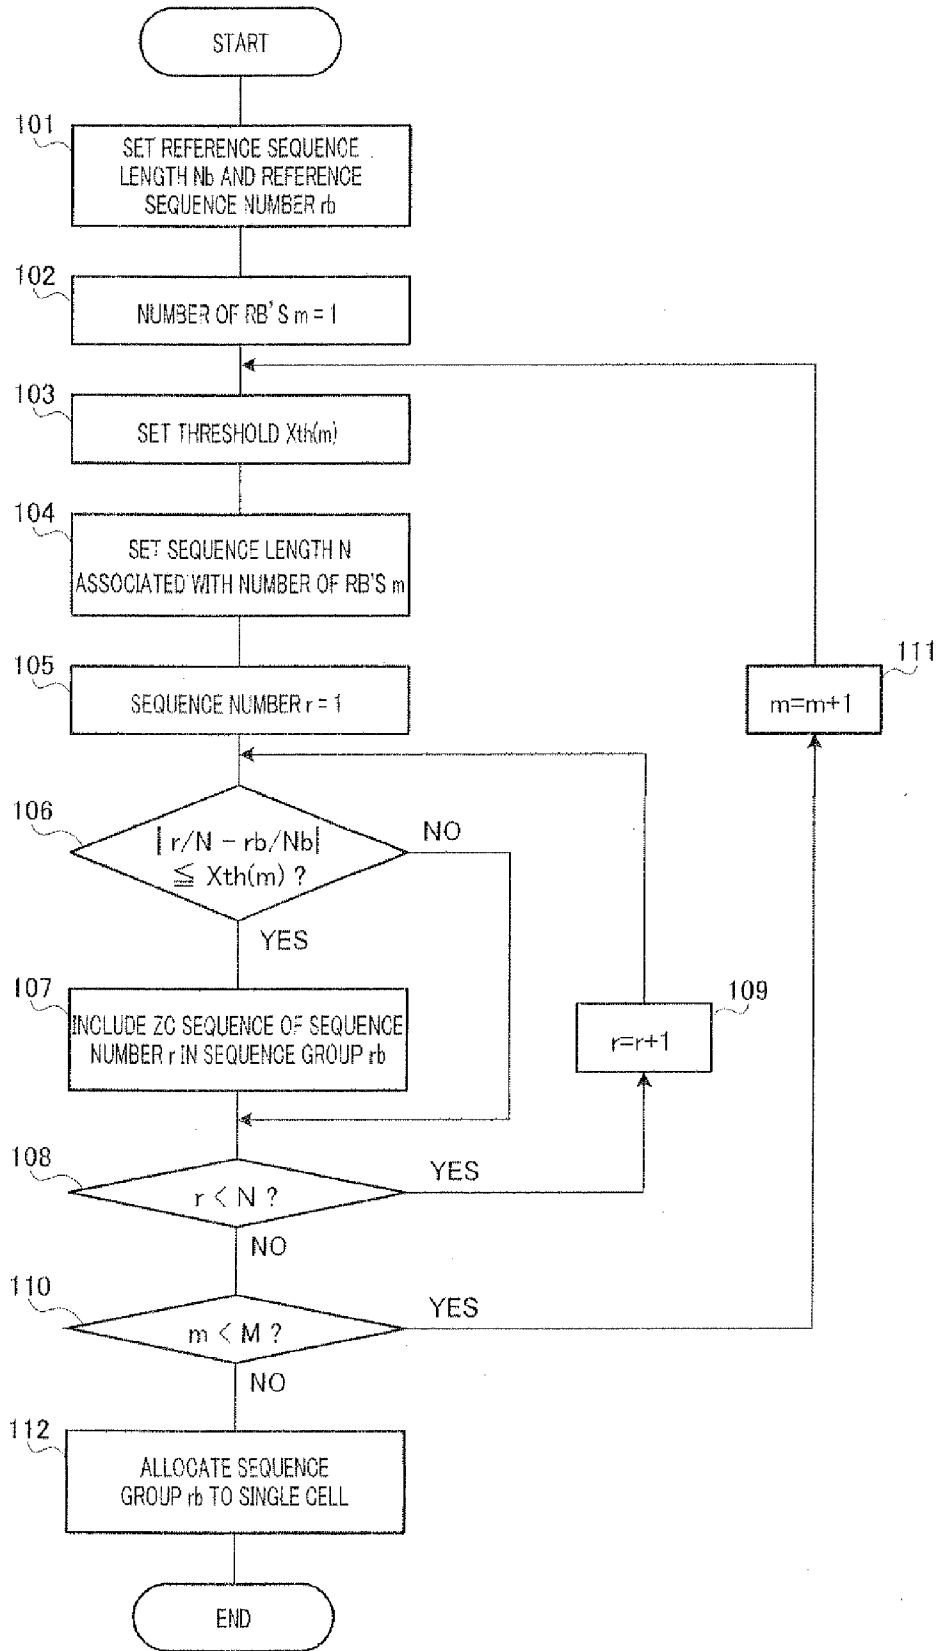 START
101
SET REFERENCE SEQUENCE
LENGTH Nb AND REFERENCE
SEQUENCE NUMBER rb
102
NUMBER OF RB'S m = 1
103
SET THRESHOLD Xth(m)
104
SET SEQUENCE LENGTH N
ASSOCIATED WITH NUMBER OF RB'S m
105
SEQUENCE NUMBER r = 1
111
m=m+1
106
| r/N - rb/Nb|
≦ Xth(m) ?
NO
YES
107
INCLUDE ZC SEQUENCE OF SEQUENCE
NUMBER r IN SEQUENCE GROUP rb
109
r=r+1
108
r < N ?
YES
NO
110
m < M ?
YES
NO
112
ALLOCATE SEQUENCE
GROUP rb TO SINGLE CELL
END